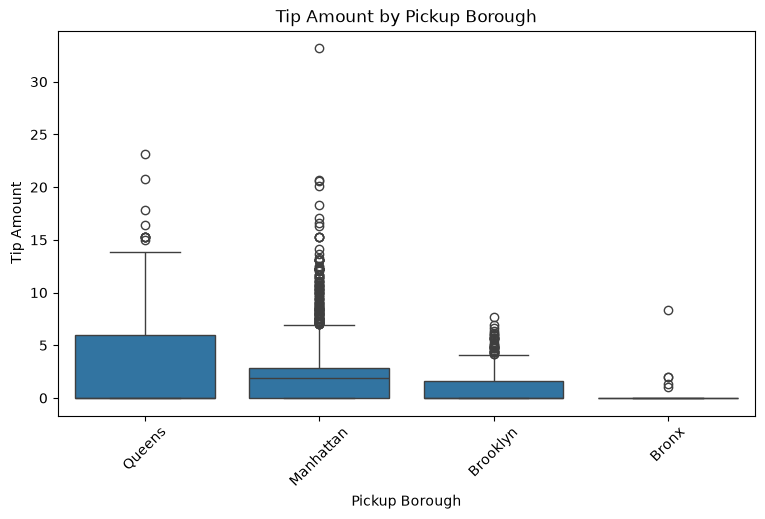 Tip Amount by Pickup Borough
Tip Amount
30
25
20
15
10
5
0
Queens
Manhattan
Brooklyn
Bronx
Pickup Borough